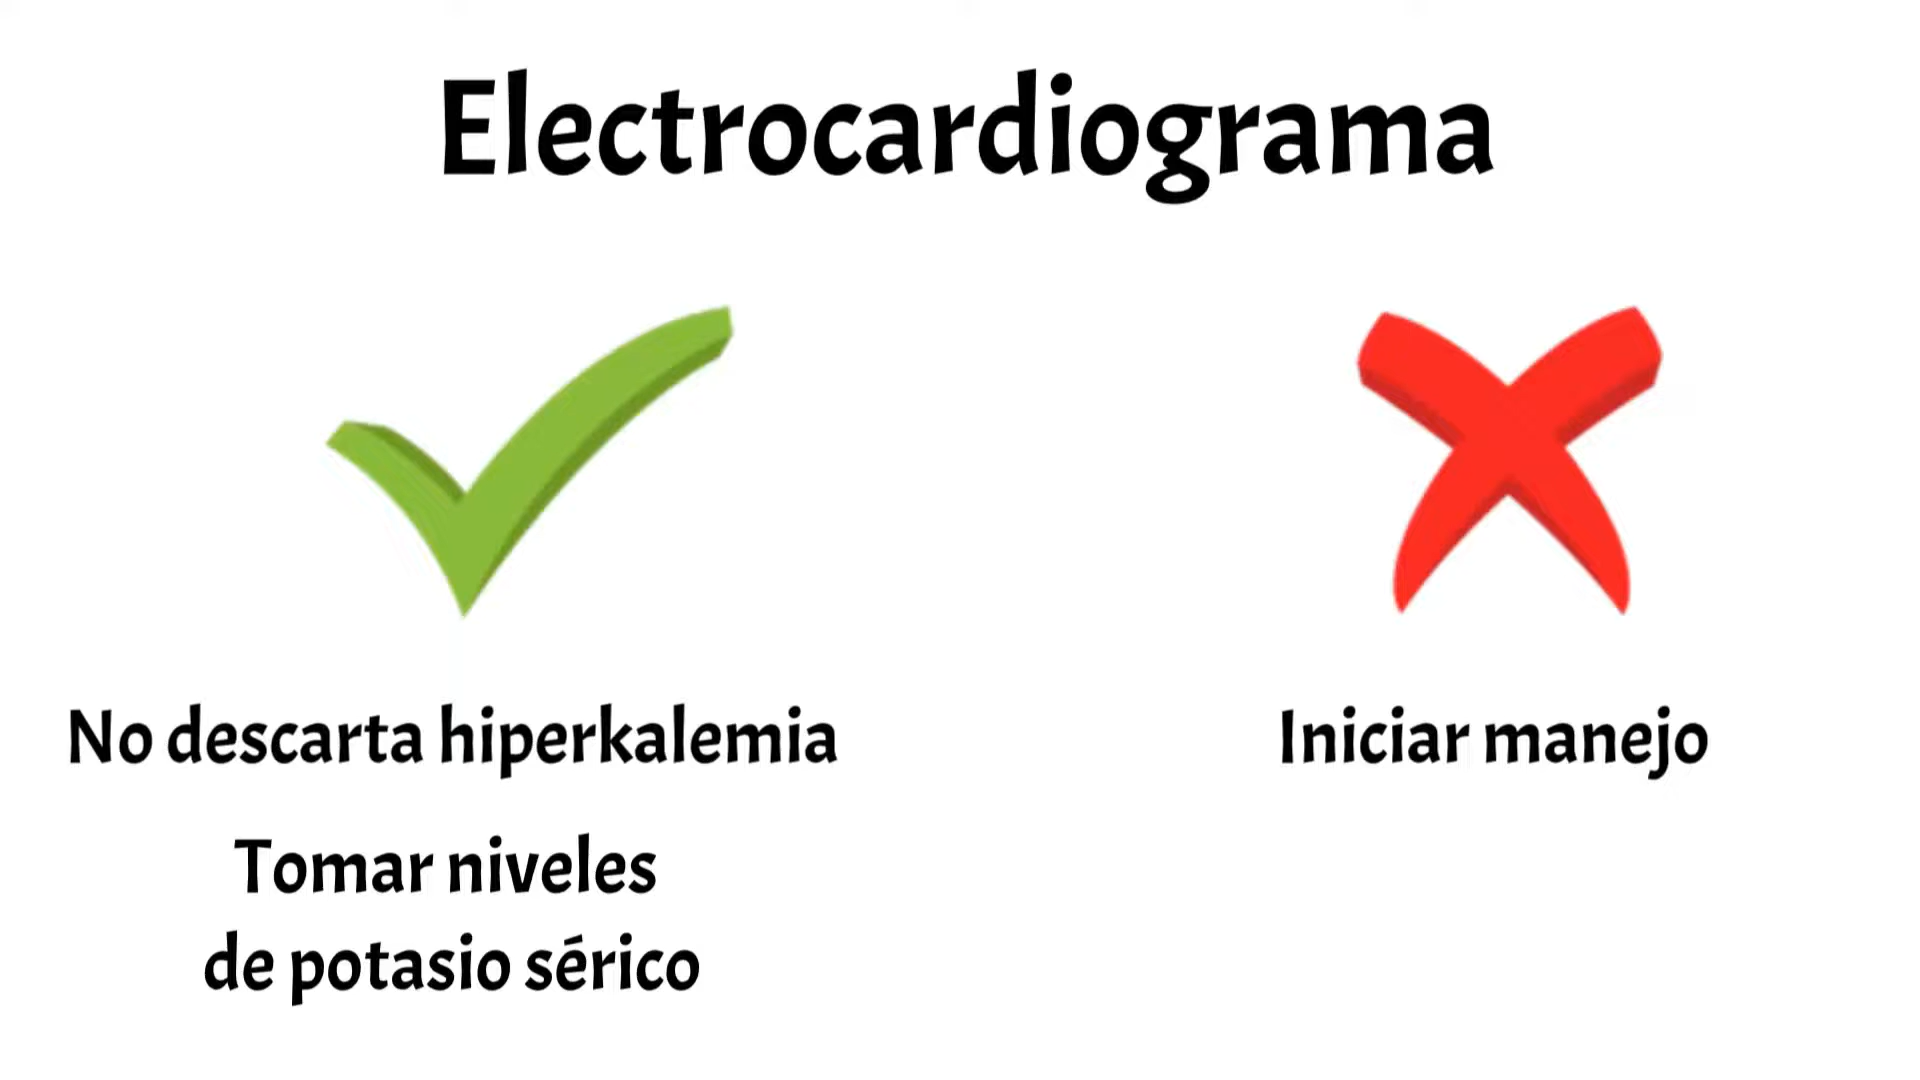 Electrocardiograma
No descarta hiperkalemia
Tomar niveles
de potasio sérico
Iniciar manejo